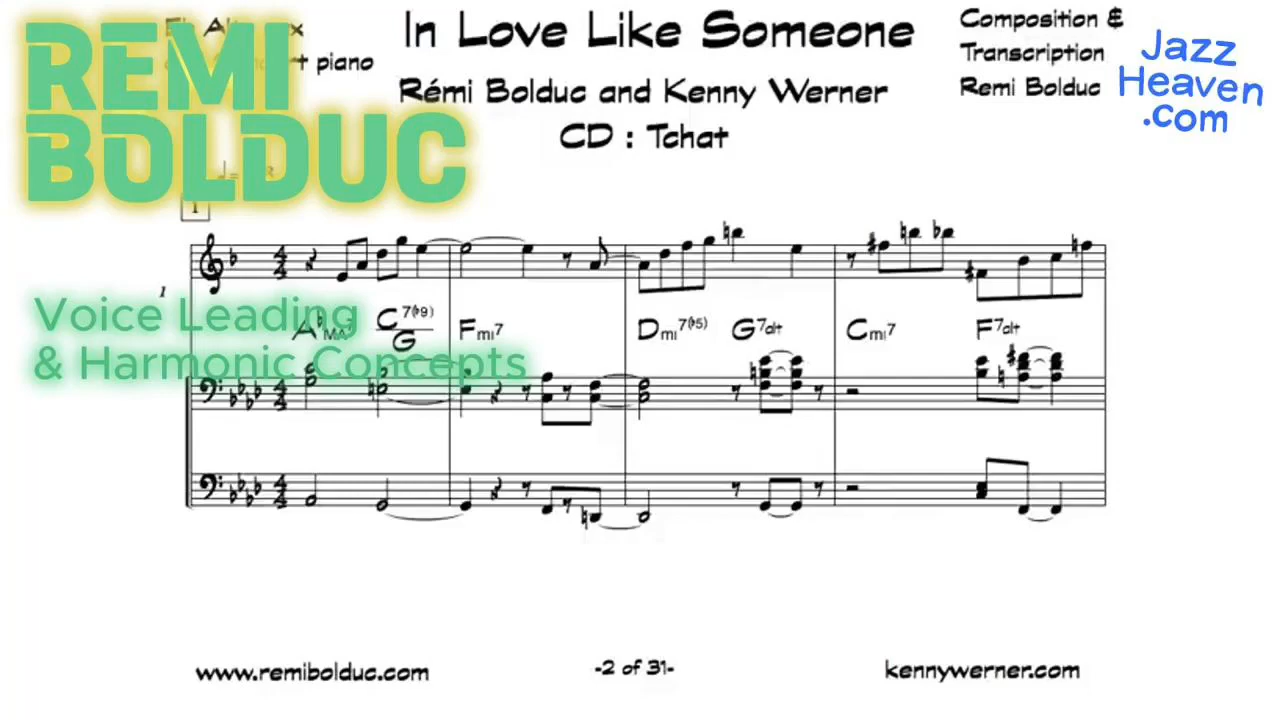 In Love Like Someone
Rémi Bolduc and Kenny Werner
CD : Tchat
Composition &
Transcription
Remi Bolduc
Jazz
Heaven
.com
REMI
BOLDUC
piano
1
1
Voice Leading
& Harmonic Concepts
C7(b9)/G Fmi7 Dmi7(b5) G7alt Cmi7 F7alt
www.remibolduc.com
-2 of 31-
kennywerner.com